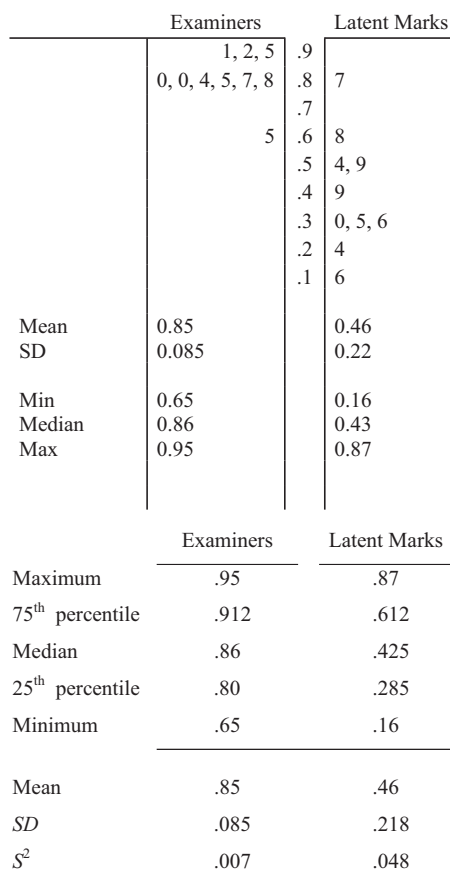 Examiners Latent Marks
1, 2, 5 .9
0, 0, 4, 5, 7, 8 .8 7
.7
5 .6 8
.5 4, 9
.4 9
.3 0, 5, 6
.2 4
.1 6
Mean 0.85 0.46
SD 0.085 0.22
Min 0.65 0.16
Median 0.86 0.43
Max 0.95 0.87
Examiners Latent Marks
Maximum .95 .87
75th percentile .912 .612
Median .86 .425
25th percentile .80 .285
Minimum .65 .16
Mean .85 .46
SD .085 .218
S² .007 .048